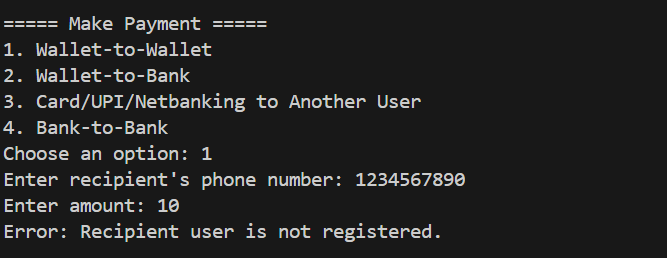 ===== Make Payment =====
1. Wallet-to-Wallet
2. Wallet-to-Bank
3. Card/UPI/Netbanking to Another User
4. Bank-to-Bank
Choose an option: 1
Enter recipient's phone number: 1234567890
Enter amount: 10
Error: Recipient user is not registered.